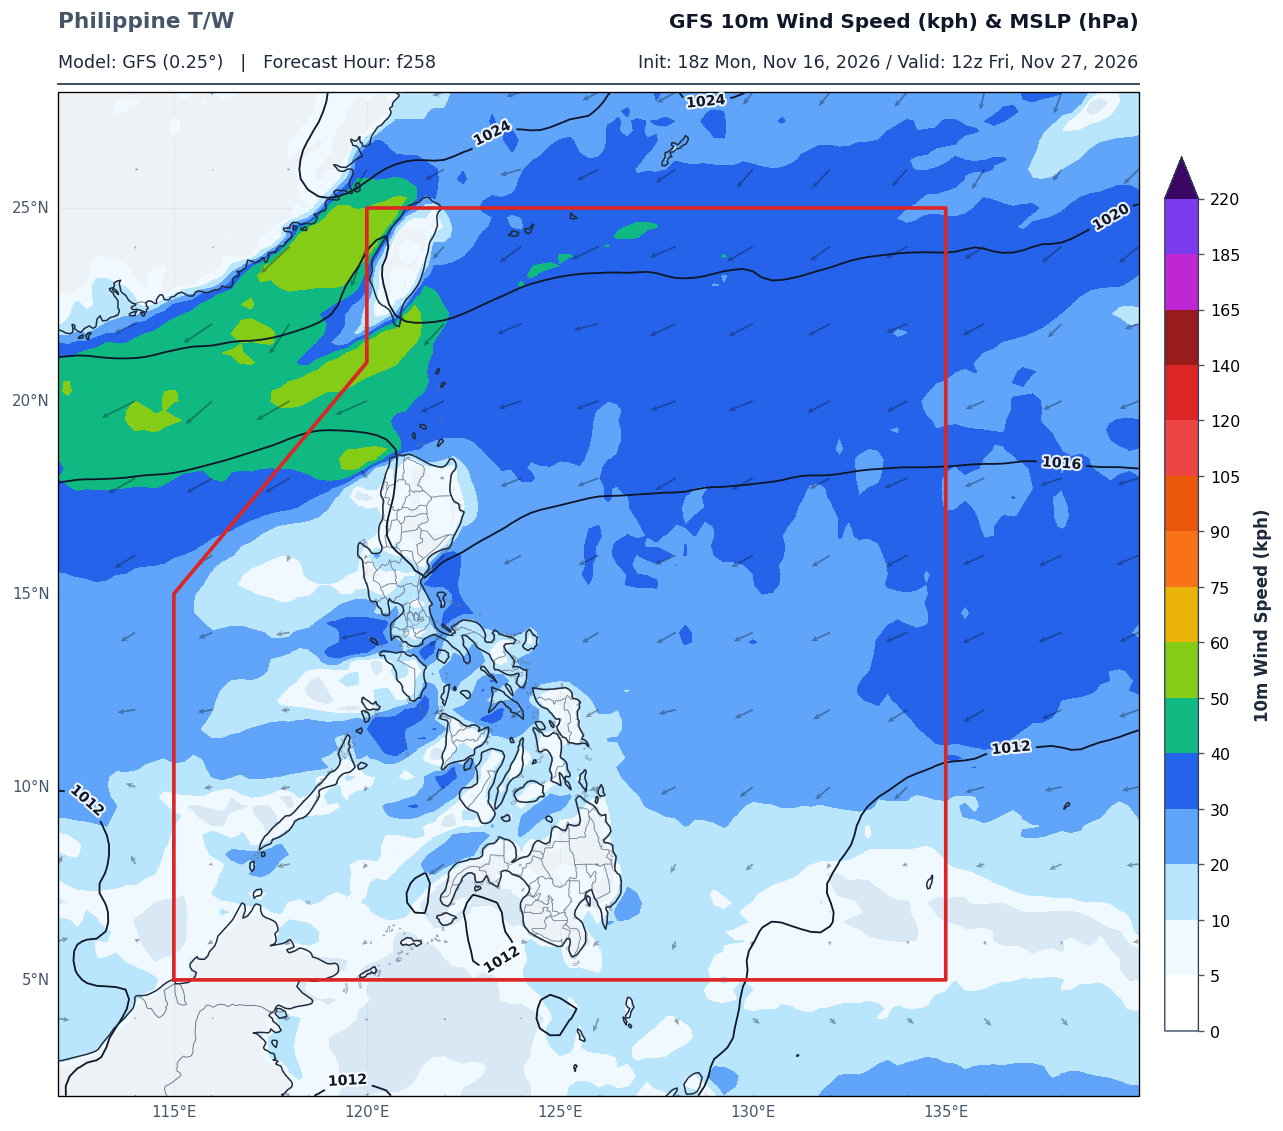 Philippine T/W
GFS 10m Wind Speed (kph) & MSLP (hPa)
Model: GFS (0.25°) | Forecast Hour: f258
Init: 18z Mon, Nov 16, 2026 / Valid: 12z Fri, Nov 27, 2026
1024
1024
1020
1016
1012
1012
1012
1012
25°N
20°N
15°N
10°N
5°N
115°E
120°E
125°E
130°E
135°E
220
185
165
140
120
105
90
75
60
50
40
30
20
10
5
0
10m Wind Speed (kph)